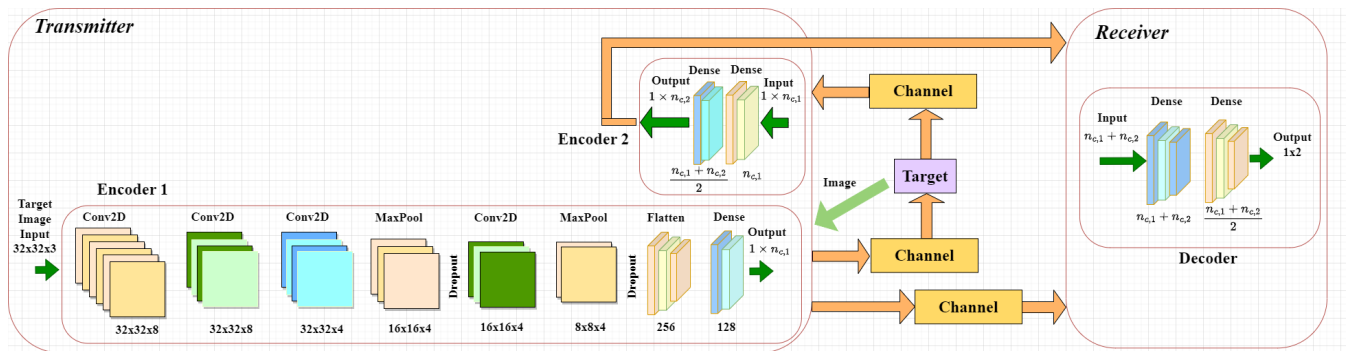 Transmitter
Receiver
Output
1 × n_{c,2}
Dense
Dense
Input
1 × n_{c,1}
Encoder 2
\frac{n_{c,1} + n_{c,2}}{2}
n_{c,1}
Channel
Target
Image
Channel
Channel
Encoder 1
Target
Image
Input
32x32x3
Conv2D
32x32x8
Conv2D
32x32x8
Conv2D
32x32x4
MaxPool
16x16x4
Dropout
Conv2D
16x16x4
MaxPool
8x8x4
Dropout
Flatten
256
Dense
128
Output
1 × n_{c,1}
Input
n_{c,1} + n_{c,2}
Dense
n_{c,1} + n_{c,2}
Dense
\frac{n_{c,1} + n_{c,2}}{2}
Output
1x2
Decoder